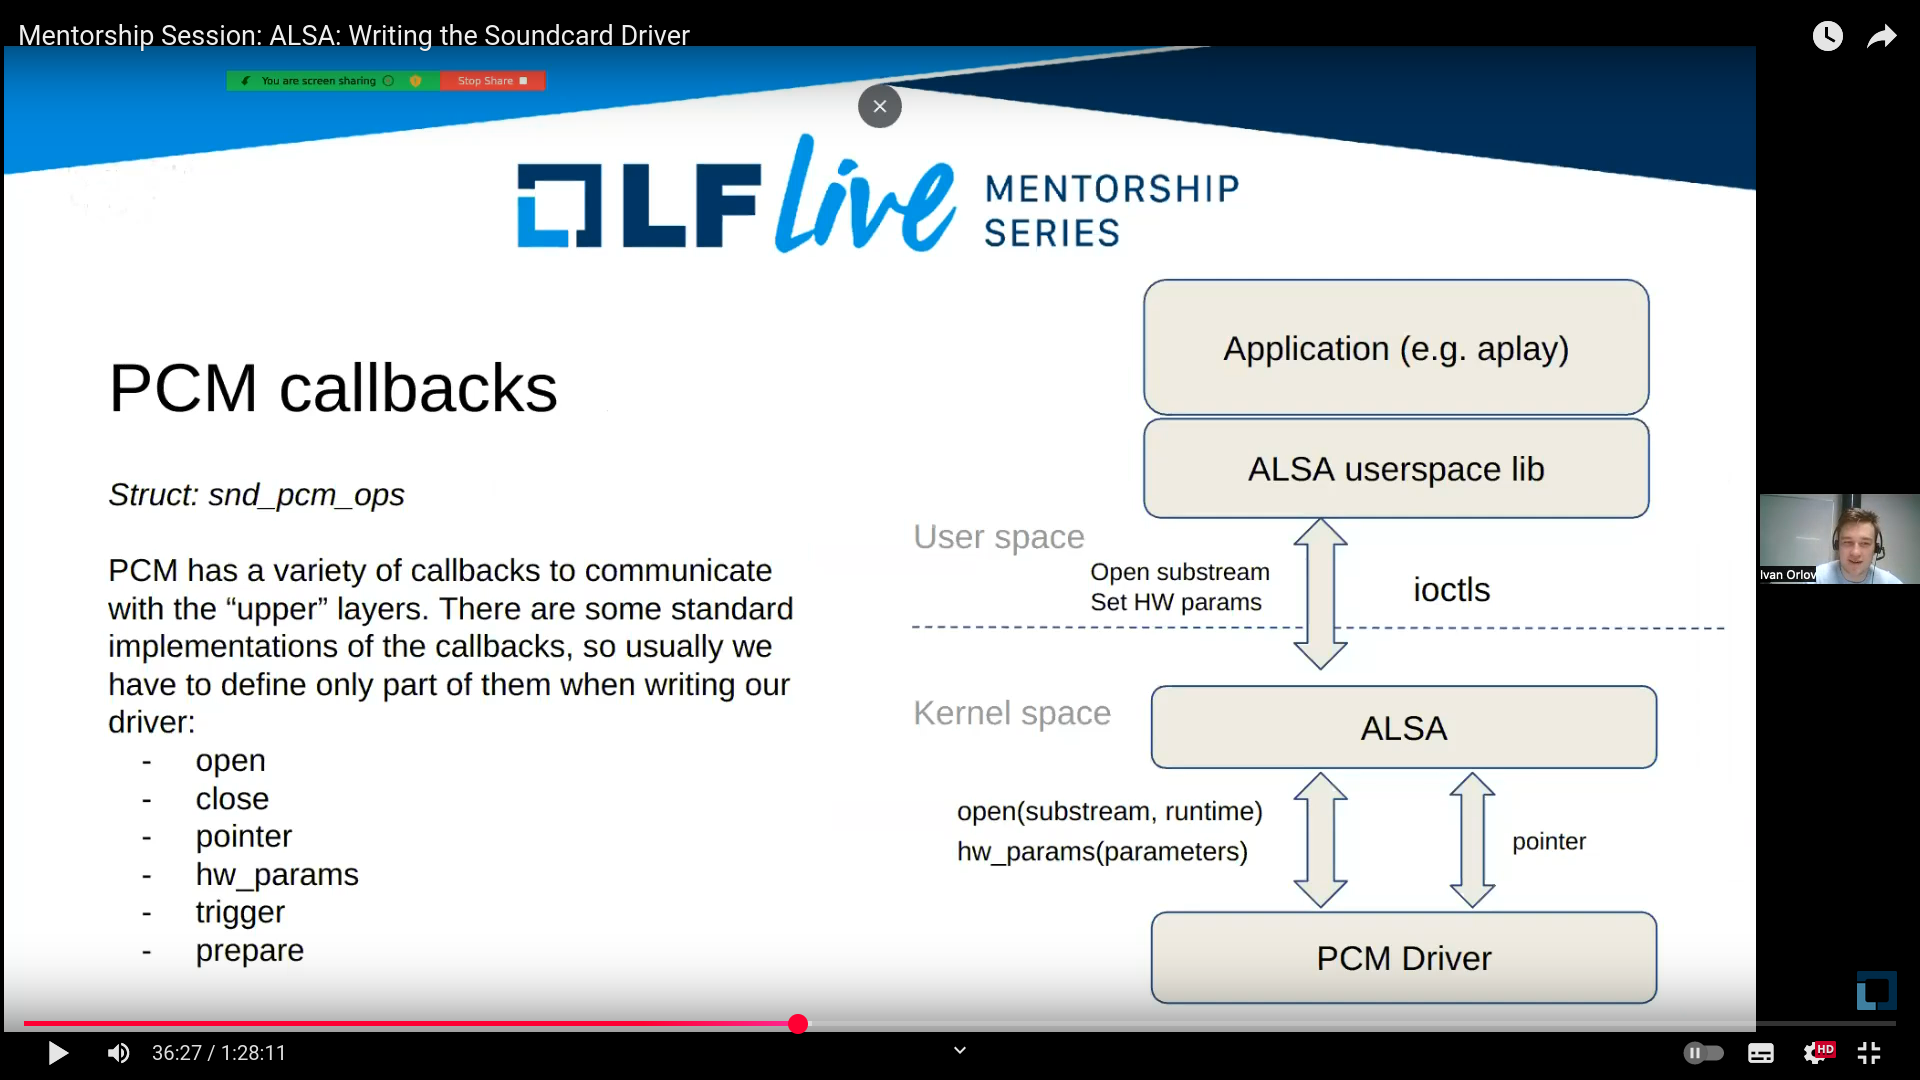 Mentorship Session: ALSA: Writing the Soundcard Driver
You are screen sharing
Stop Share
LF Live MENTORSHIP
SERIES
PCM callbacks
Struct: snd_pcm_ops
PCM has a variety of callbacks to communicate
with the “upper” layers. There are some standard
implementations of the callbacks, so usually we
have to define only part of them when writing our
driver:
- open
- close
- pointer
- hw_params
- trigger
- prepare
Application (e.g. aplay)
ALSA userspace lib
User space
Open substream
Set HW params
ioctls
Kernel space
ALSA
open(substream, runtime)
hw_params(parameters)
pointer
PCM Driver
Ivan Orlov
36:27 / 1:28:11
HD